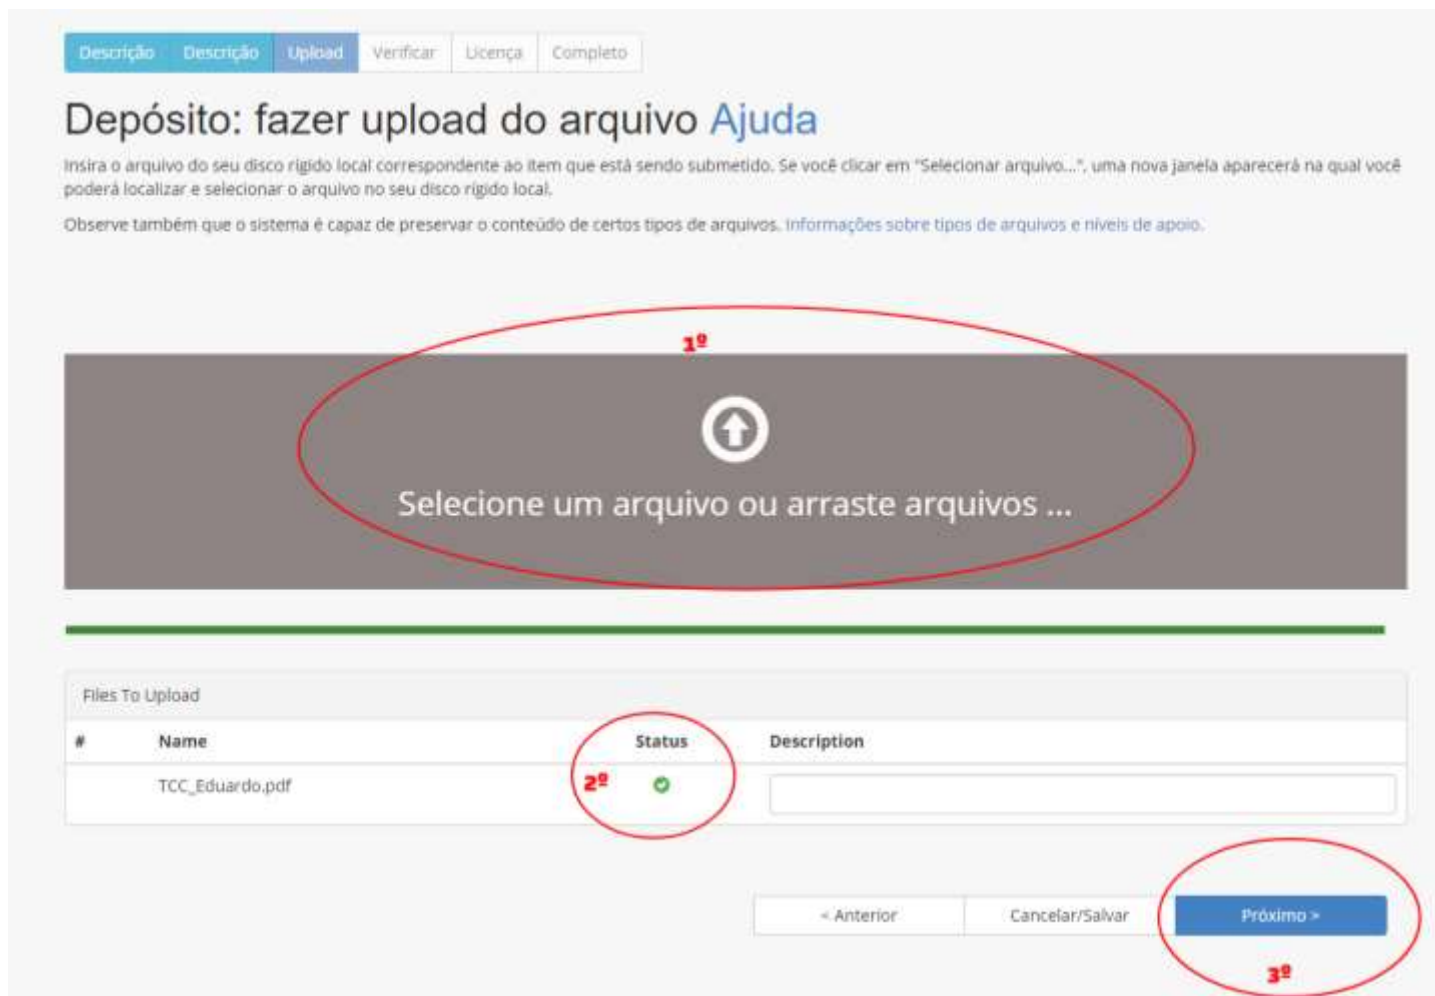 Descrição Descrição Upload Verificar Licença Completo
Depósito: fazer upload do arquivo Ajuda
Insira o arquivo do seu disco rígido local correspondente ao item que está sendo submetido. Se você clicar em "Selecionar arquivo...", uma nova janela aparecerá na qual você
poderá localizar e selecionar o arquivo no seu disco rígido local.
Observe também que o sistema é capaz de preservar o conteúdo de certos tipos de arquivos. Informações sobre tipos de arquivos e níveis de apoio.
1º
Selecione um arquivo ou arraste arquivos ...
Files To Upload
# Name Status Description
TCC_Eduardo.pdf 2º
< Anterior Cancelar/Salvar Próximo >
3º